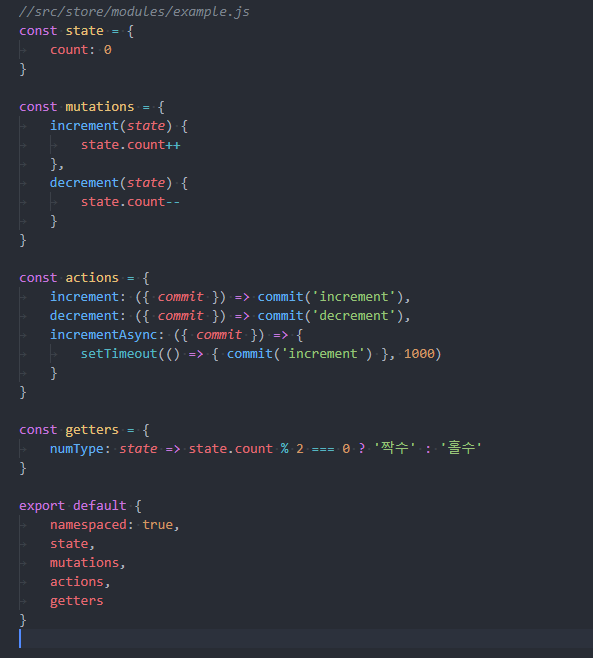 //src/store/modules/example.js
const state = {
    count: 0
}

const mutations = {
    increment(state) {
        state.count++
    },
    decrement(state) {
        state.count--
    }
}

const actions = {
    increment: ({ commit }) => commit('increment'),
    decrement: ({ commit }) => commit('decrement'),
    incrementAsync: ({ commit }) => {
        setTimeout(() => { commit('increment') }, 1000)
    }
}

const getters = {
    numType: state => state.count % 2 === 0 ? '짝수' : '홀수'
}

export default {
    namespaced: true,
    state,
    mutations,
    actions,
    getters
}